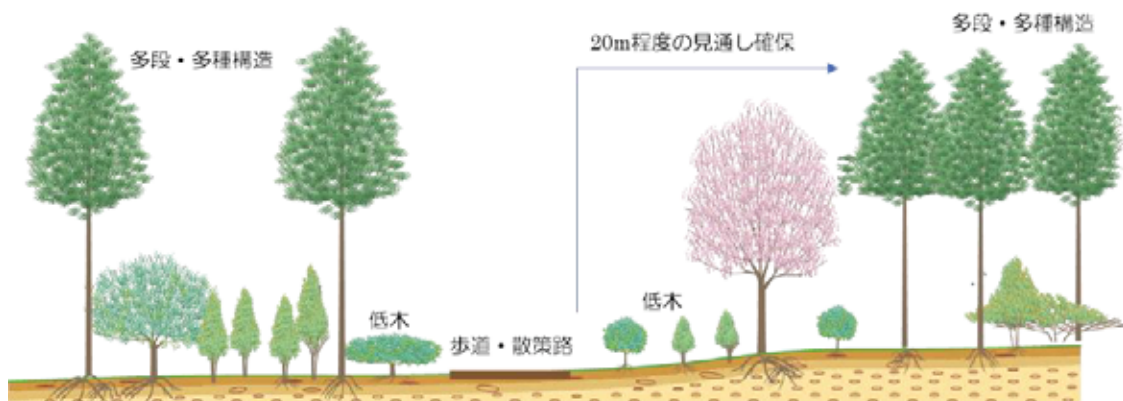 多段・多種構造
20m程度の見通し確保
多段・多種構造
低木
歩道・散策路
低木